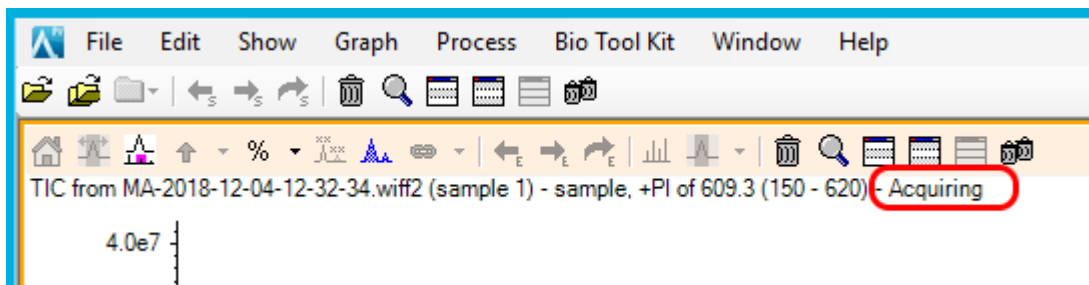 File Edit Show Graph Process Bio Tool Kit Window Help
%
TIC from MA-2018-12-04-12-32-34.wiff2 (sample 1) - sample, +PI of 609.3 (150 - 620) - Acquiring
4.0e7